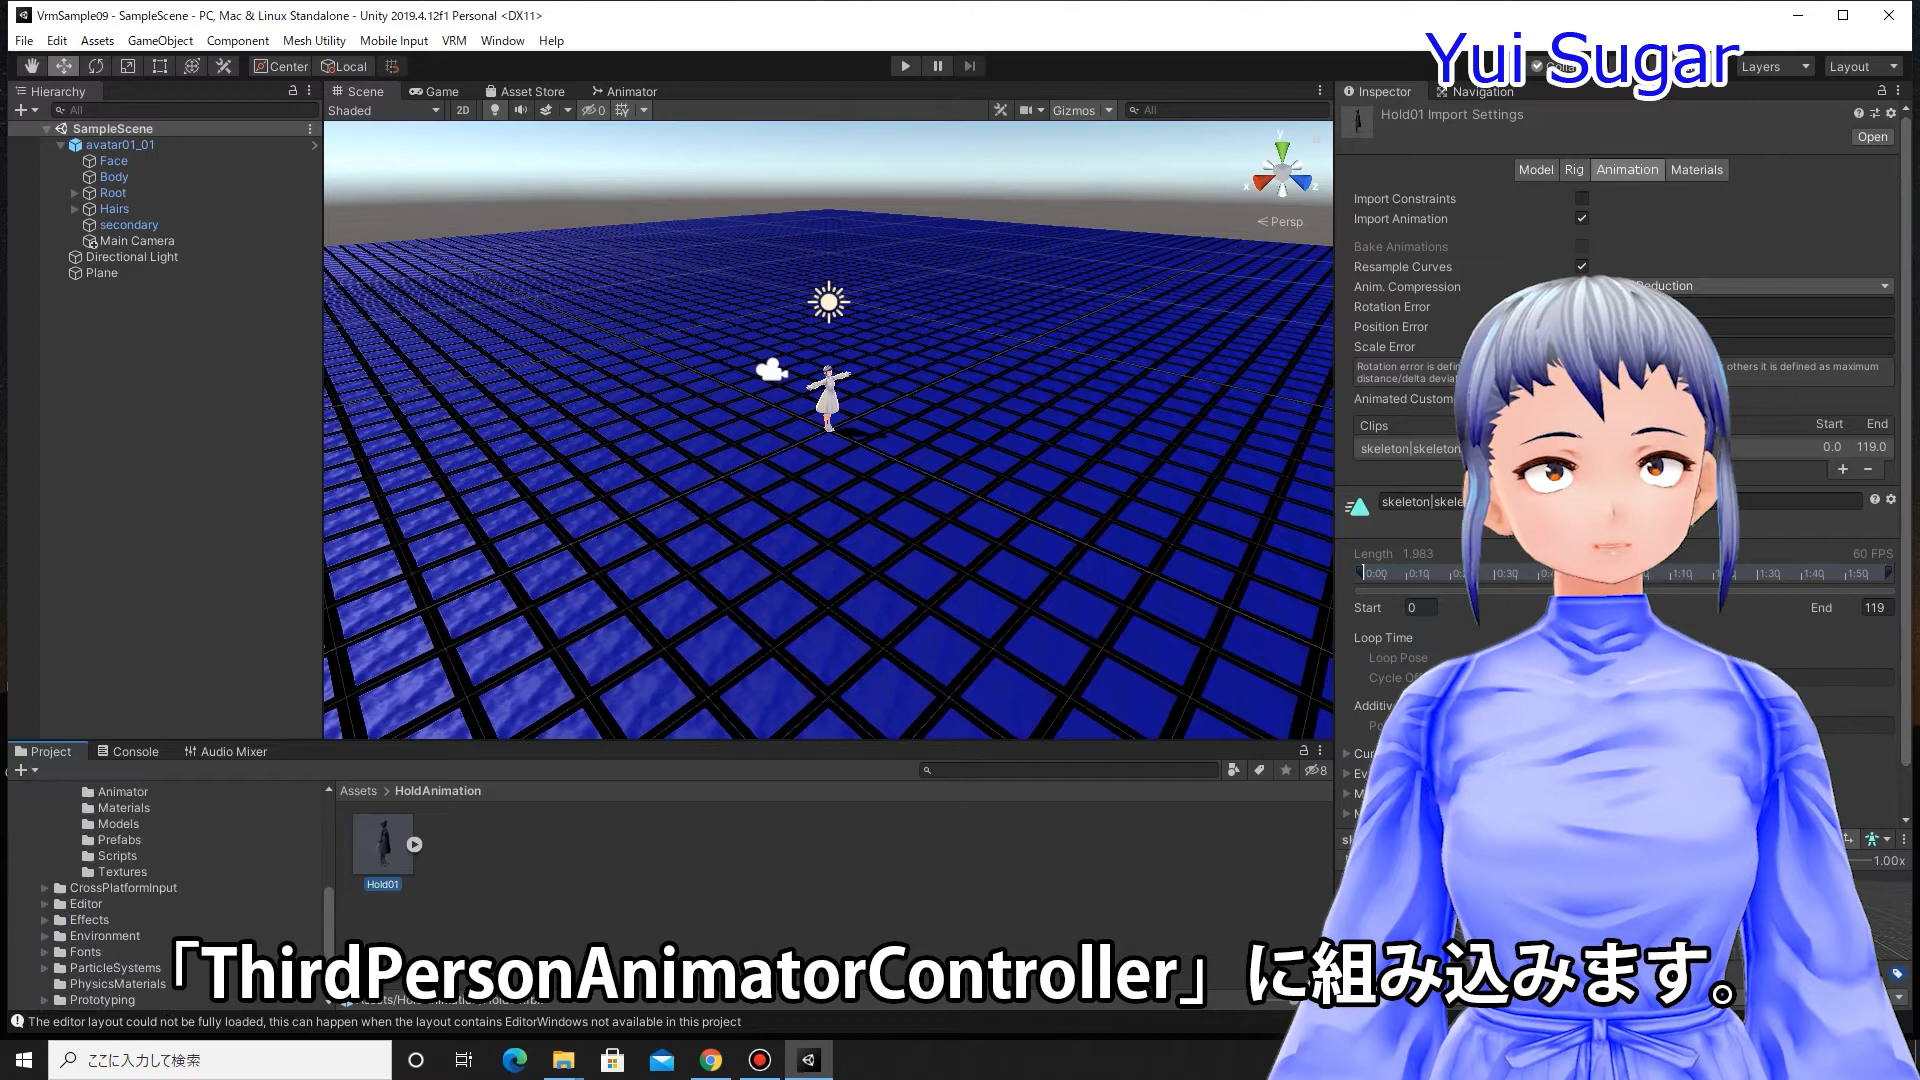 VrmSample09 - SampleScene - PC, Mac & Linux Standalone - Unity 2019.4.12f1 Personal <DX11>
File Edit Assets GameObject Component Mesh Utility Mobile Input VRM Window Help
Yui Sugar
Center Local Layers Layout
Hierarchy Scene Game Asset Store Animator Inspector Navigation
All Shaded 2D 0 Gizmos All
Hold01 Import Settings
Open
SampleScene
avatar01_01
Face
Body
Root
Hairs
secondary
Main Camera
Directional Light
Plane
y
x
z
Persp
Model Rig Animation Materials
Import Constraints
Import Animation
Bake Animations
Resample Curves
Anim. Compression
Rotation Error
Position Error
Scale Error
Rotation error is others it is defined as maximum
distance/delta
Animated
Clips Start End
skeleton|skeleton 0.0 119.0
Length 1.983 60 FPS
0:00 0:10 0:30 1:10 1:30 1:40 1:50
Start 0 End 119
Loop Time
Loop Pose
Cycle
1.00x
Project Console Audio Mixer
8
Animator
Materials
Models
Prefabs
Scripts
Textures
CrossPlatformInput
Editor
Effects
Environment
Fonts
ParticleSystems
PhysicsMaterials
Prototyping
Assets > HoldAnimation
Hold01
「ThirdPersonAnimatorController」に組み込みます。
The editor layout could not be fully loaded, this can happen when the layout contains EditorWindows not available in this project
ここに入力して検索